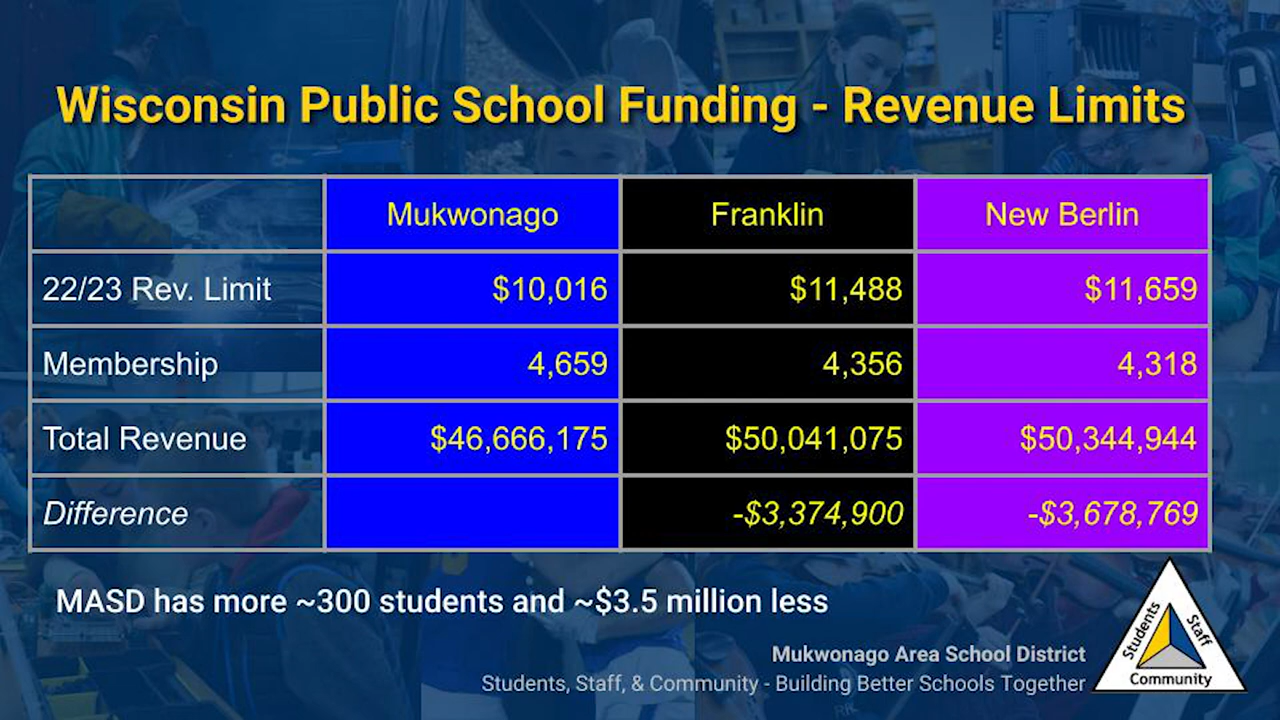 Wisconsin Public School Funding - Revenue Limits
Mukwonago Franklin New Berlin
22/23 Rev. Limit $10,016 $11,488 $11,659
Membership 4,659 4,356 4,318
Total Revenue $46,666,175 $50,041,075 $50,344,944
Difference -$3,374,900 -$3,678,769
MASD has more ~300 students and ~$3.5 million less
Mukwonago Area School District
Students, Staff, & Community - Building Better Schools Together
Students
Staff
Community